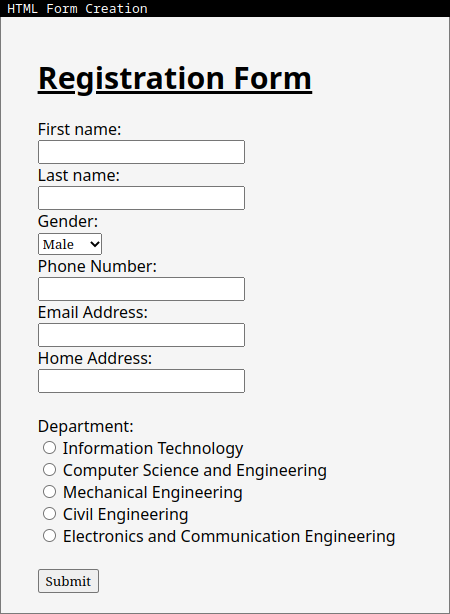 HTML Form Creation
Registration Form
First name:
Last name:
Gender:
Male
Phone Number:
Email Address:
Home Address:
Department:
Information Technology
Computer Science and Engineering
Mechanical Engineering
Civil Engineering
Electronics and Communication Engineering
Submit